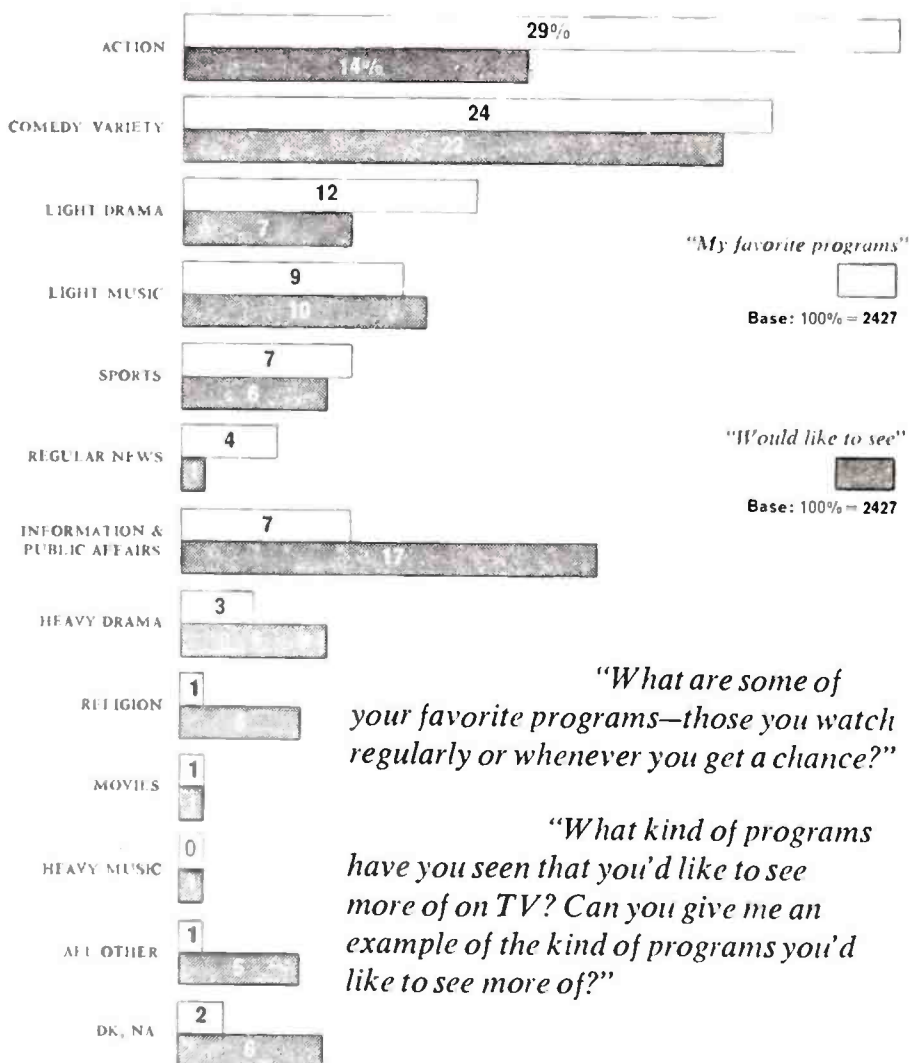 ACTION
29%
14%
COMEDY VARIETY
24
22
LIGHT DRAMA
12
7
"My favorite programs"
Base: 100% = 2427
LIGHT MUSIC
9
10
SPORTS
7
6
"Would like to see"
Base: 100% = 2427
REGULAR NEWS
4
1
INFORMATION &
PUBLIC AFFAIRS
7
17
HEAVY DRAMA
3
RELIGION
1
MOVIES
1
HEAVY MUSIC
0
ALL OTHER
1
5
DK, NA
2
6
"What are some of
your favorite programs—those you watch
regularly or whenever you get a chance?"
"What kind of programs
have you seen that you'd like to see
more of on TV? Can you give me an
example of the kind of programs you'd
like to see more of?"